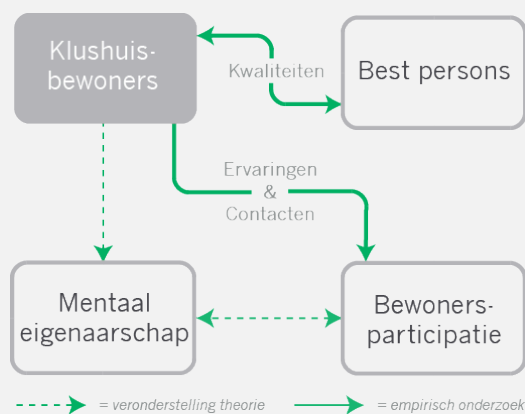 Klushuis-
bewoners
Kwaliteiten
Best persons
Ervaringen
&
Contacten
Mentaal
eigenaarschap
Bewoners-
participatie
= veronderstelling theorie
= empirisch onderzoek